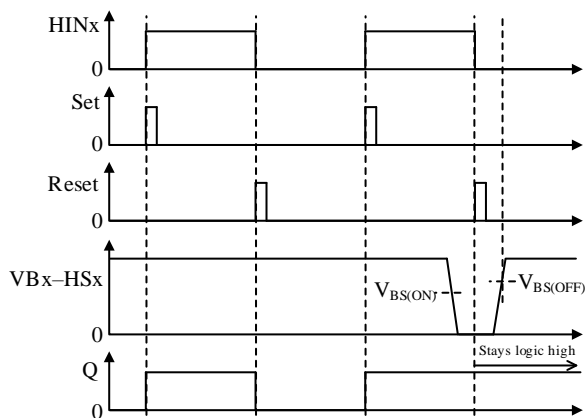 HINx
0
Set
0
Reset
0
VBx–HSx
VBS(ON)
VBS(OFF)
0
Stays logic high
Q
0